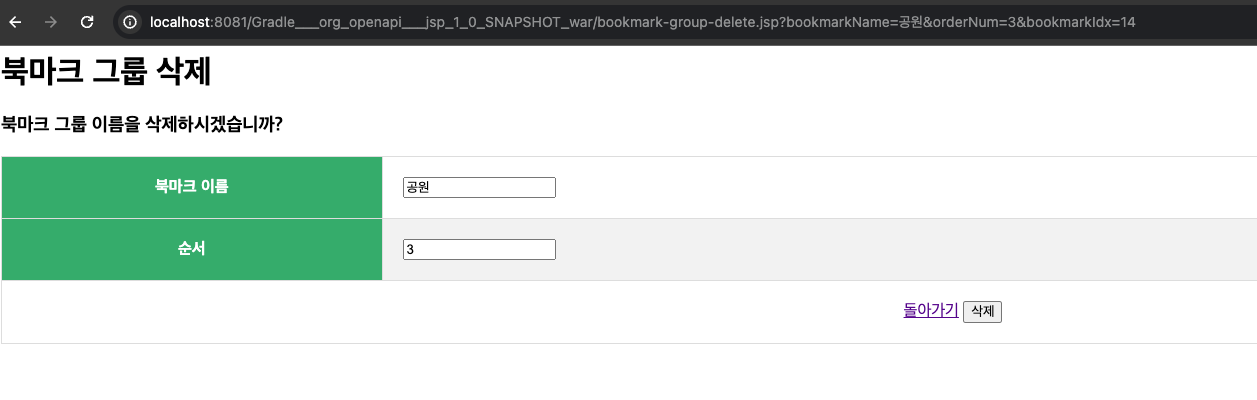 localhost:8081/Gradle___org_openapi___jsp_1_0_SNAPSHOT_war/bookmark-group-delete.jsp?bookmarkName=공원&orderNum=3&bookmarkIdx=14
북마크 그룹 삭제
북마크 그룹 이름을 삭제하시겠습니까?
북마크 이름 공원
순서 3
돌아가기 삭제